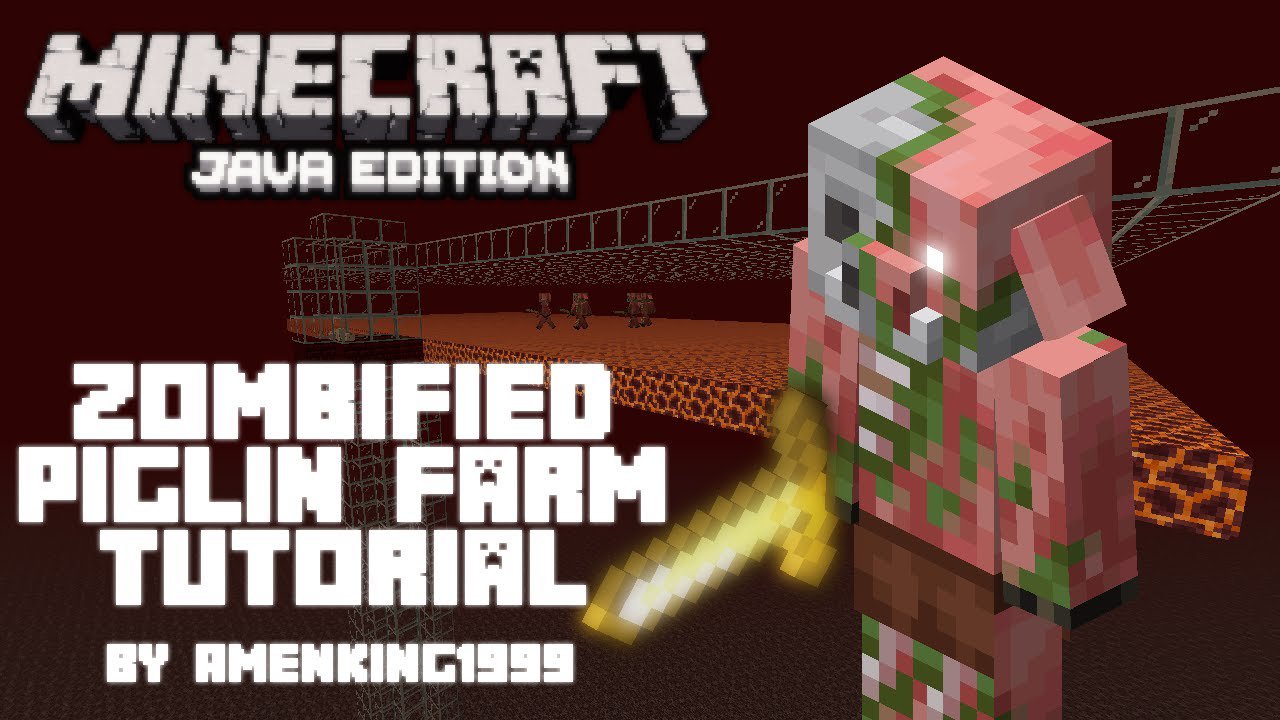 MINECRAFT
JAVA EDITION
ZOMBIFIED
PIGLIN FARM
TUTORIAL
BY AMENKING1999